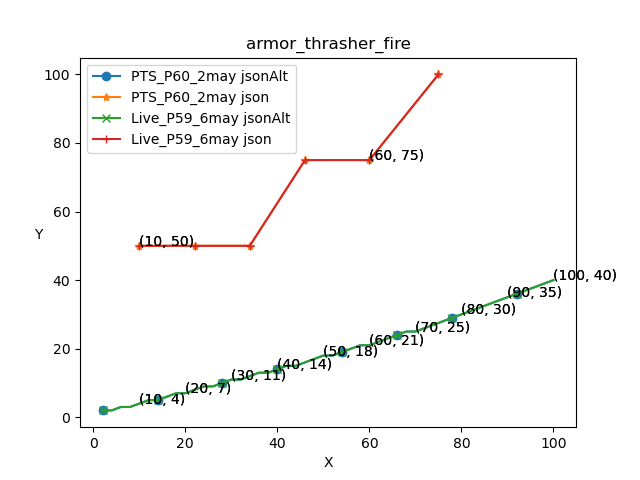 armor_thrasher_fire
PTS_P60_2may jsonAlt
PTS_P60_2may json
Live_P59_6may jsonAlt
Live_P59_6may json
100
80
60
40
20
0
Y
(60, 75)
(10, 50)
(100, 40)
(90, 35)
(80, 30)
(70, 25)
(60, 21)
(50, 18)
(40, 14)
(30, 11)
(20, 7)
(10, 4)
0 20 40 60 80 100
X